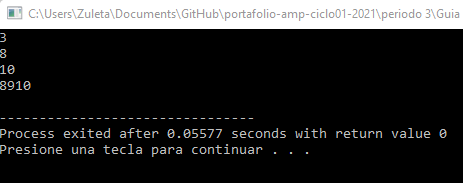 C:\Users\Zuleta\Documents\GitHub\portafolio-amp-ciclo01-2021\periodo 3\Guia
3
8
10
8910
--------------------------------
Process exited after 0.05577 seconds with return value 0
Presione una tecla para continuar . . .